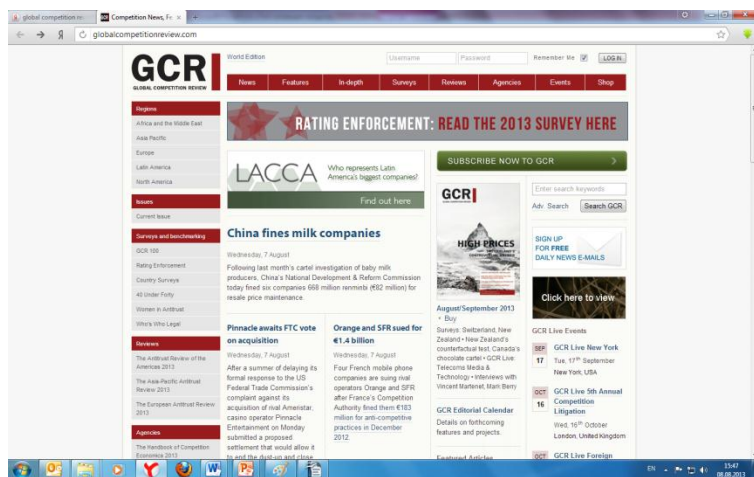 global competition re
Competition News, Fe
globalcompetitionreview.com
GCR
GLOBAL COMPETITION REVIEW
World Edition
Username
Password
Remember Me
LOG IN
News
Features
In-depth
Surveys
Reviews
Agencies
Events
Shop
Regions
Africa and the Middle East
Asia Pacific
Europe
Latin America
North America
Issues
Current Issue
Surveys and benchmarking
GCR 100
Rating Enforcement
Country Surveys
40 Under Forty
Women in Antitrust
Who's Who Legal
Reviews
The Antitrust Review of the
Americas 2013
The Asia-Pacific Antitrust
Review 2013
The European Antitrust Review
2013
Agencies
The Handbook of Competition
Economics 2013
RATING ENFORCEMENT: READ THE 2013 SURVEY HERE
LACCA
Who represents Latin
America's biggest companies?
Find out here
China fines milk companies
Wednesday, 7 August
Following last month's cartel investigation of baby milk
producers, China's National Development & Reform Commission
today fined six companies 668 million renminbi (€82 million) for
resale price maintenance.
Pinnacle awaits FTC vote
on acquisition
Wednesday, 7 August
After a summer of delaying its
formal response to the US
Federal Trade Commission's
complaint against its
acquisition of rival Ameristar,
casino operator Pinnacle
Entertainment on Monday
submitted a proposed
settlement that would allow it
to end the dust-up and close
Orange and SFR sued for
€1.4 billion
Wednesday, 7 August
Four French mobile phone
companies are suing rival
operators Orange and SFR
after France's Competition
Authority fined them €183
million for anti-competitive
practices in December
2012.
SUBSCRIBE NOW TO GCR
GCR
HIGH PRICES
August/September 2013
• Buy
Surveys: Switzerland, New
Zealand • New Zealand's
counterfactual test, Canada's
chocolate cartel • GCR Live
Telecoms Media &
Technology • Interviews with
Vincent Martenet, Mark Berry
GCR Editorial Calendar
Details on forthcoming
features and projects.
Featured Articles
Enter search keywords
Adv. Search
Search GCR
SIGN UP
FOR FREE
DAILY NEWS E-MAILS
Click here to view
GCR Live Events
SEP
17
GCR Live New York
Tue, 17th September
New York, USA
OCT
16
GCR Live 5th Annual
Competition
Litigation
Wed, 16th October
London, United Kingdom
OCT
GCR Live Foreign
EN
15:47
08.08.2013